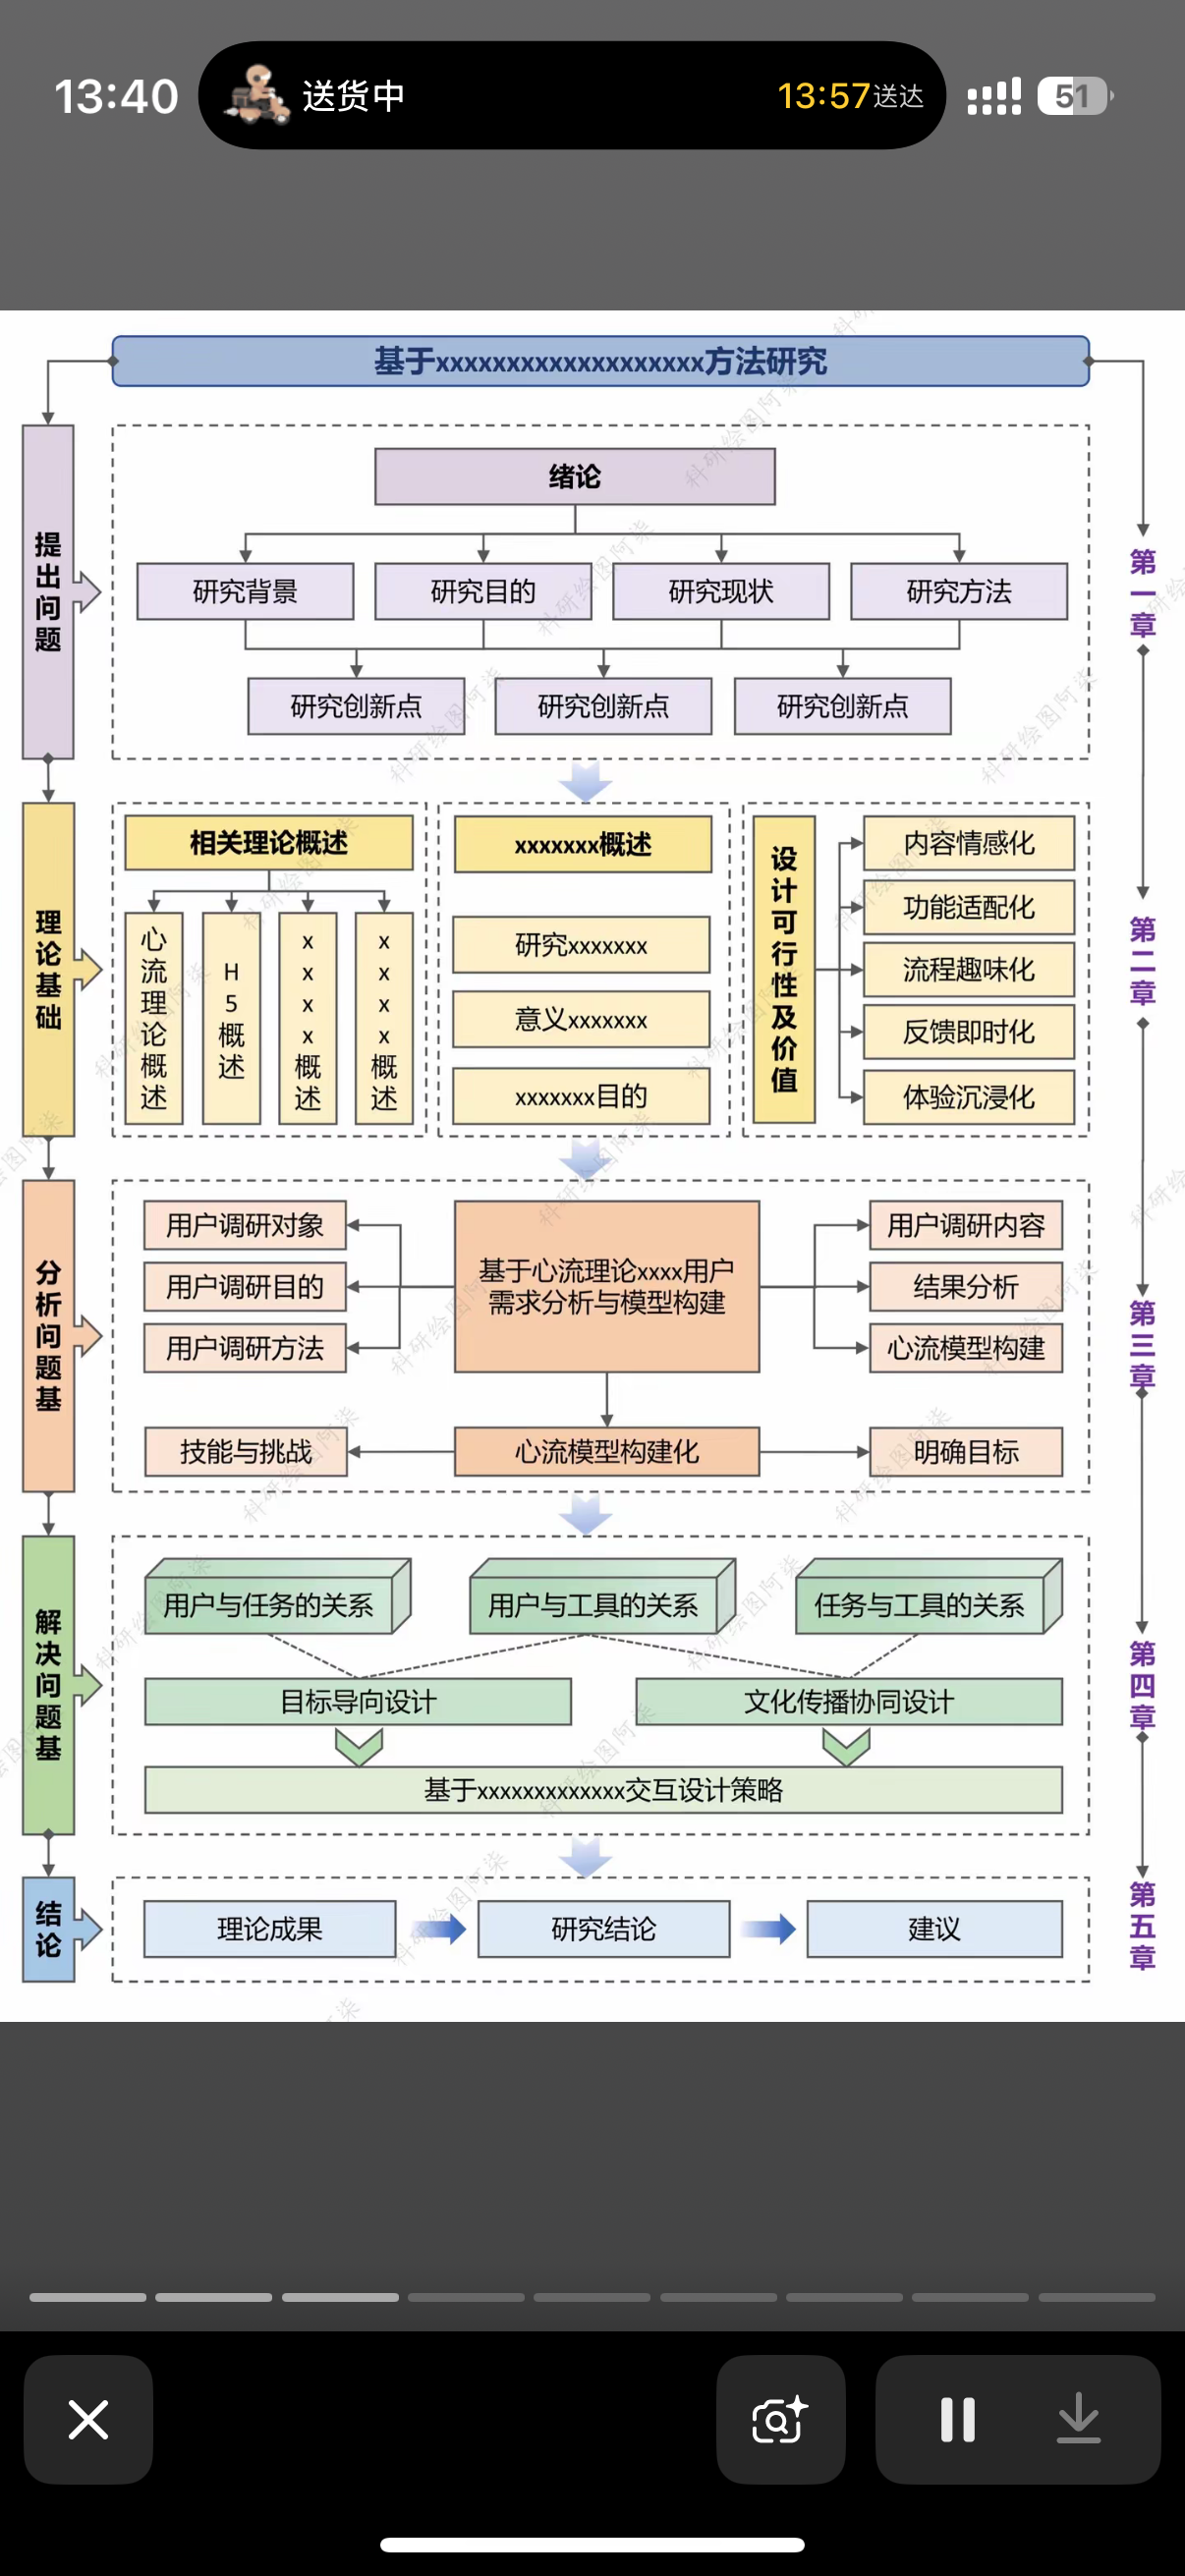 13:40
送货中
13:57送达
51
基于xxxxxxxxxxxxxxxxxxx方法研究
提出问题
绪论
研究背景
研究目的
研究现状
研究方法
研究创新点
研究创新点
研究创新点
第一章
理论基础
相关理论概述
心流理论概述
H5概述
xxxx概述
xxxx概述
xxxxxxx概述
研究xxxxxxx
意义xxxxxxx
xxxxxxx目的
设计可行性及价值
内容情感化
功能适配化
流程趣味化
反馈即时化
体验沉浸化
第二章
分析问题基
用户调研对象
用户调研目的
用户调研方法
基于心流理论xxxx用户
需求分析与模型构建
用户调研内容
结果分析
心流模型构建
技能与挑战
心流模型构建化
明确目标
第三章
解决问题基
用户与任务的关系
用户与工具的关系
任务与工具的关系
目标导向设计
文化传播协同设计
基于xxxxxxxxxxxxx交互设计策略
第四章
结论
理论成果
研究结论
建议
第五章
科研绘图阿柒